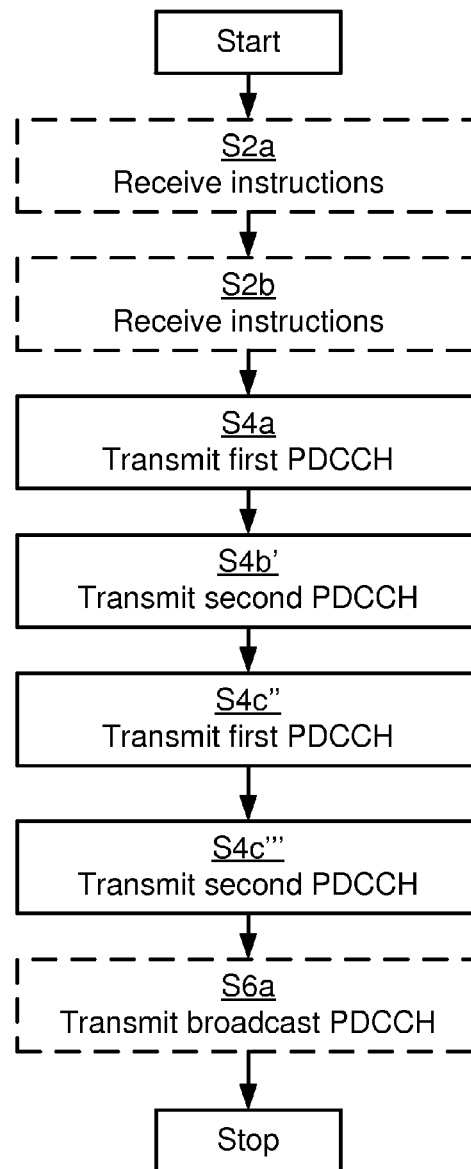 Start
S2a
Receive instructions
S2b
Receive instructions
S4a
Transmit first PDCCH
S4b'
Transmit second PDCCH
S4c''
Transmit first PDCCH
S4c'''
Transmit second PDCCH
S6a
Transmit broadcast PDCCH
Stop